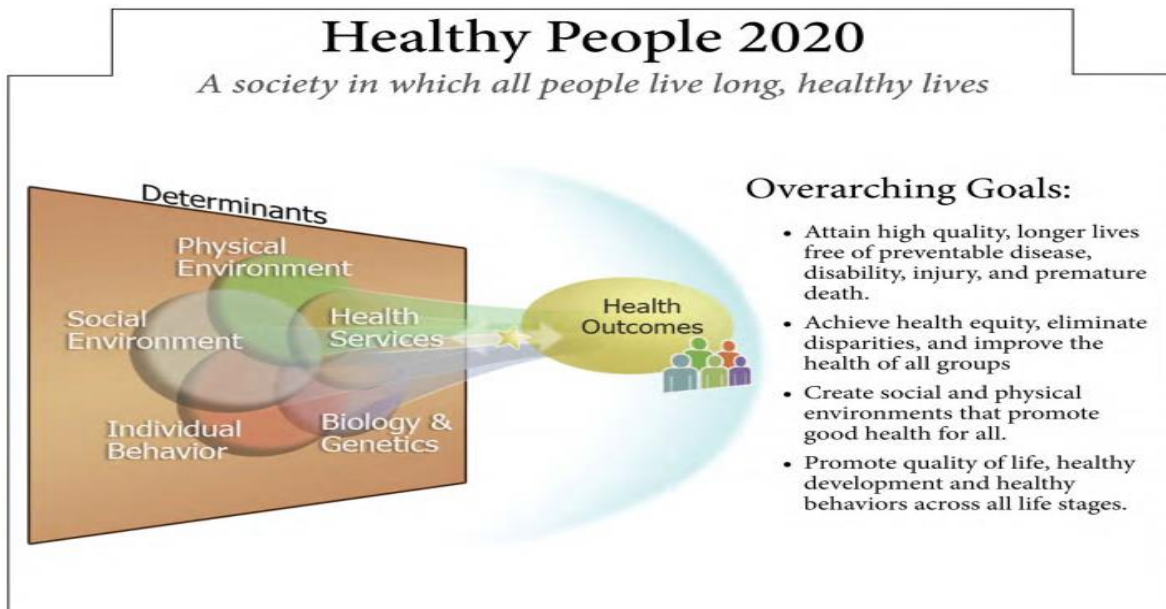 Healthy People 2020
A society in which all people live long, healthy lives
Determinants
Physical
Environment
Social
Environment
Health
Services
Individual
Behavior
Biology &
Genetics
Health
Outcomes
Overarching Goals:
• Attain high quality, longer lives
free of preventable disease,
disability, injury, and premature
death.
• Achieve health equity, eliminate
disparities, and improve the
health of all groups
• Create social and physical
environments that promote
good health for all.
• Promote quality of life, healthy
development and healthy
behaviors across all life stages.